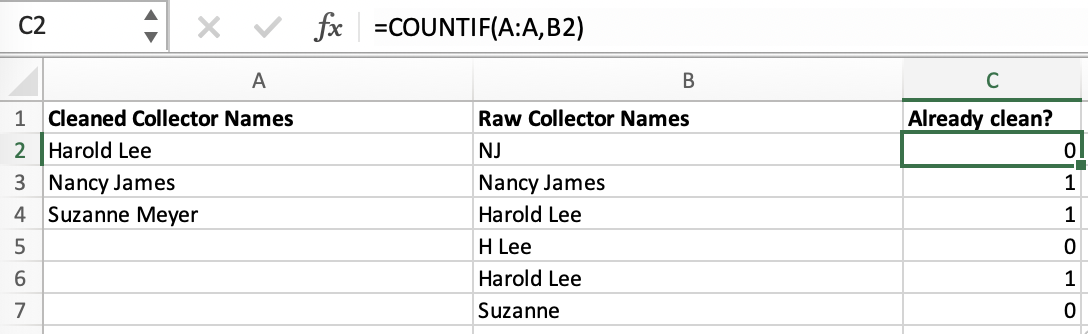 C2 fx =COUNTIF(A:A,B2)
A B C
1 Cleaned Collector Names Raw Collector Names Already clean?
2 Harold Lee NJ 0
3 Nancy James Nancy James 1
4 Suzanne Meyer Harold Lee 1
5 H Lee 0
6 Harold Lee 1
7 Suzanne 0